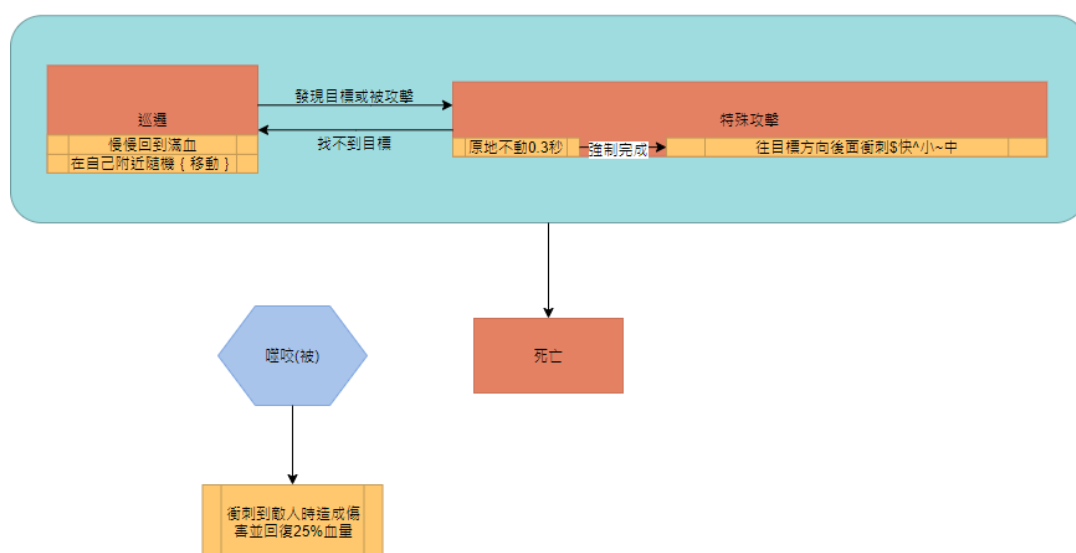 發現目標或被攻擊
巡邏
特殊攻擊
慢慢回到滿血
找不到目標
原地不動0.3秒
強制完成
往目標方向後面衝刺$快^小~中
在自己附近隨機 { 移動 }
噬咬(被)
死亡
衝刺到敵人時造成傷
害並回復25%血量